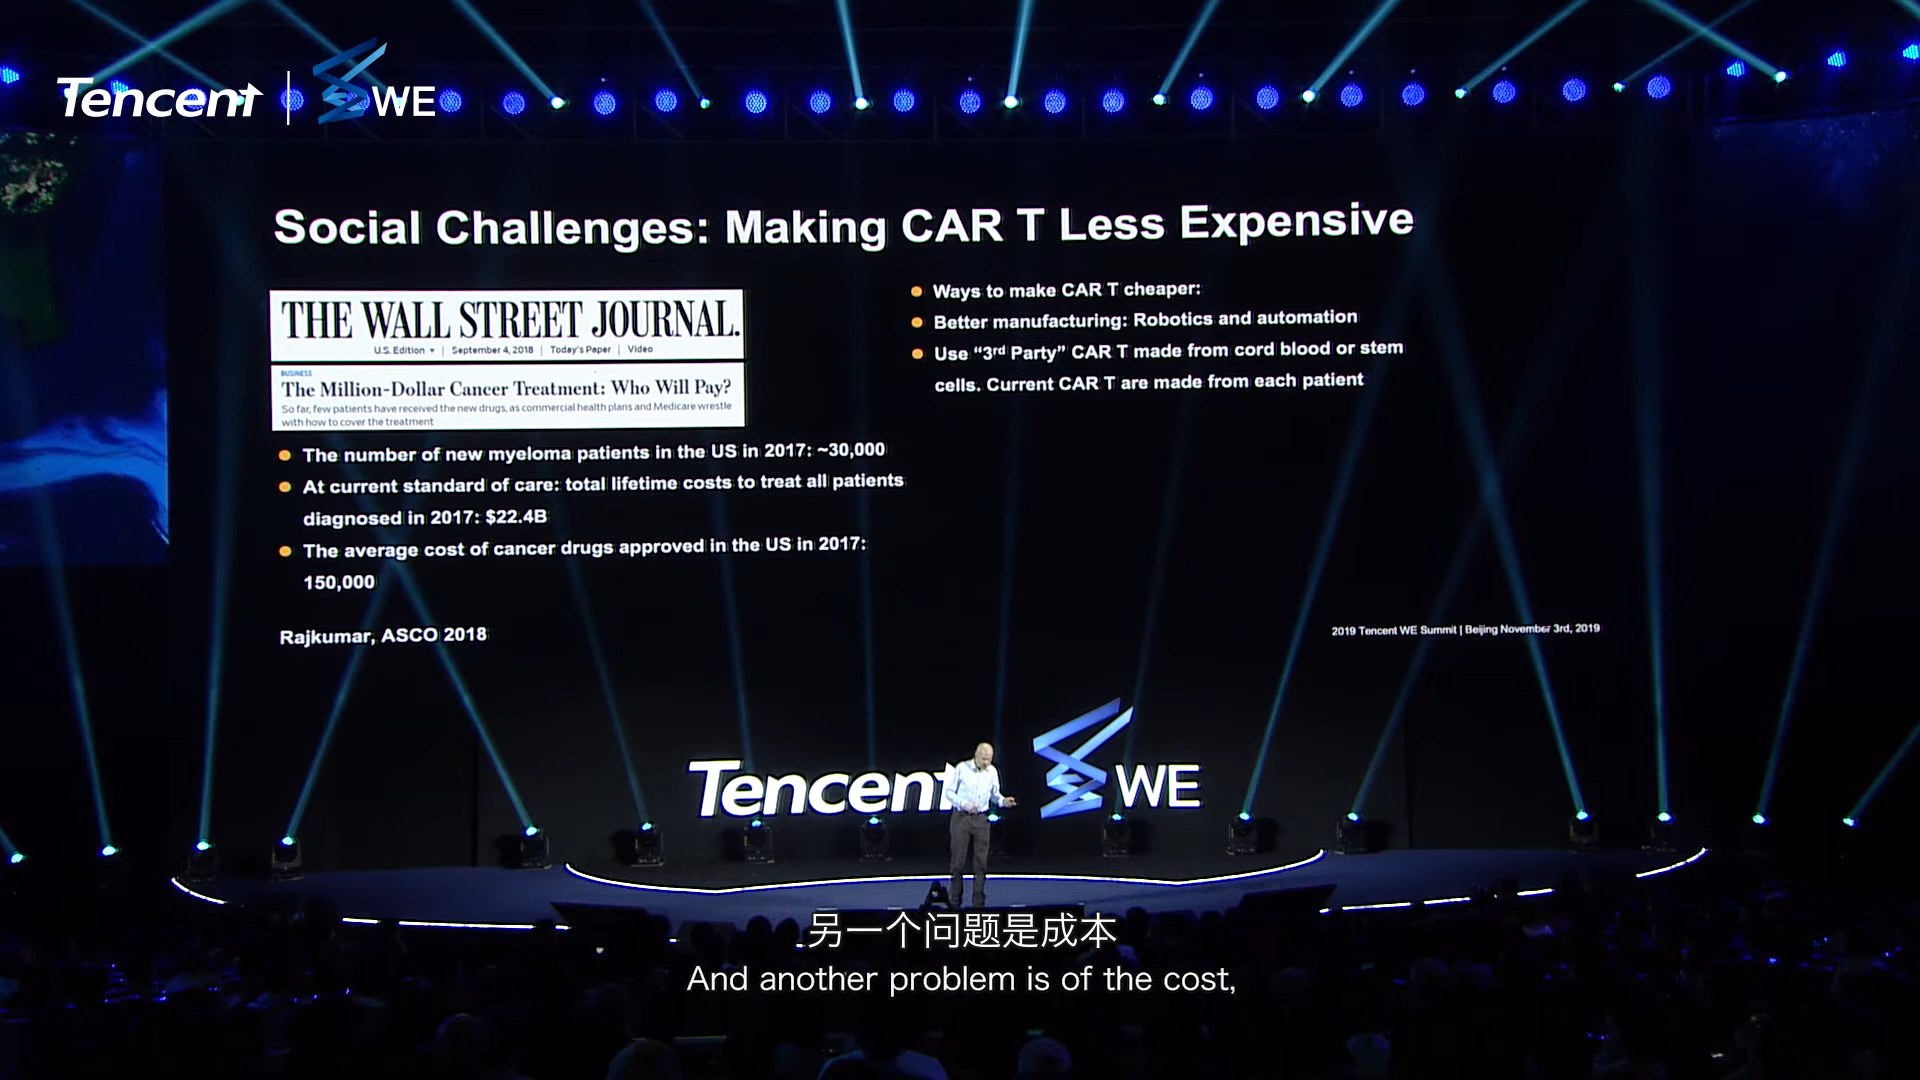 Tencent | WE
Social Challenges: Making CAR T Less Expensive
THE WALL STREET JOURNAL.
U.S. Edition | September 4, 2018 | Today's Paper | Video
BUSINESS
The Million-Dollar Cancer Treatment: Who Will Pay?
So far, few patients have received the new drugs, as commercial health plans and Medicare wrestle
with how to cover the treatment
The number of new myeloma patients in the US in 2017: ~30,000
At current standard of care: total lifetime costs to treat all patients
diagnosed in 2017: $22.4B
The average cost of cancer drugs approved in the US in 2017:
150,000
Rajkumar, ASCO 2018
Ways to make CAR T cheaper:
Better manufacturing: Robotics and automation
Use “3rd Party” CAR T made from cord blood or stem
cells. Current CAR T are made from each patient
2019 Tencent WE Summit | Beijing November 3rd, 2019
Tencent WE
另一个问题是成本
And another problem is of the cost,